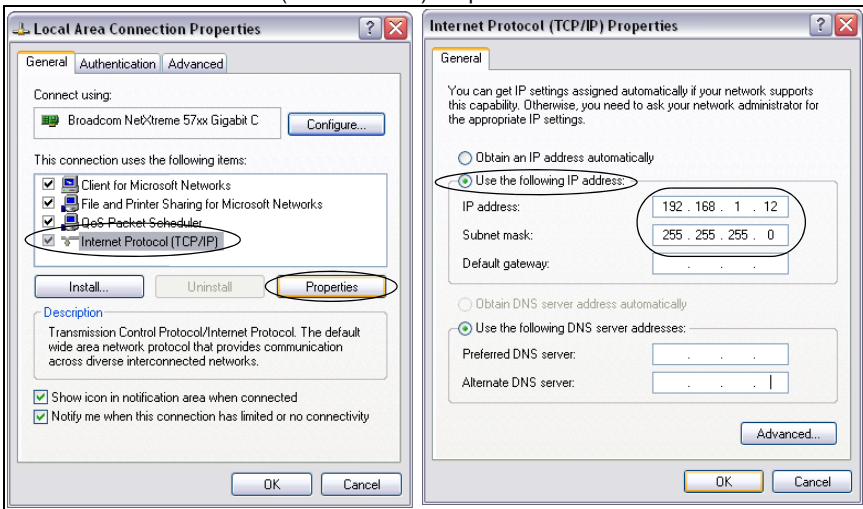 Local Area Connection Properties
General Authentication Advanced
Connect using:
Broadcom NetXtreme 57xx Gigabit C
Configure...
This connection uses the following items:
Client for Microsoft Networks
File and Printer Sharing for Microsoft Networks
QoS Packet Scheduler
Internet Protocol (TCP/IP)
Install... Uninstall Properties
Description
Transmission Control Protocol/Internet Protocol. The default
wide area network protocol that provides communication
across diverse interconnected networks.
Show icon in notification area when connected
Notify me when this connection has limited or no connectivity
OK Cancel
Internet Protocol (TCP/IP) Properties
General
You can get IP settings assigned automatically if your network supports
this capability. Otherwise, you need to ask your network administrator for
the appropriate IP settings.
Obtain an IP address automatically
Use the following IP address:
IP address: 192 . 168 . 1 . 12
Subnet mask: 255 . 255 . 255 . 0
Default gateway: . . .
Obtain DNS server address automatically
Use the following DNS server addresses:
Preferred DNS server: . . .
Alternate DNS server: . . .
Advanced...
OK Cancel